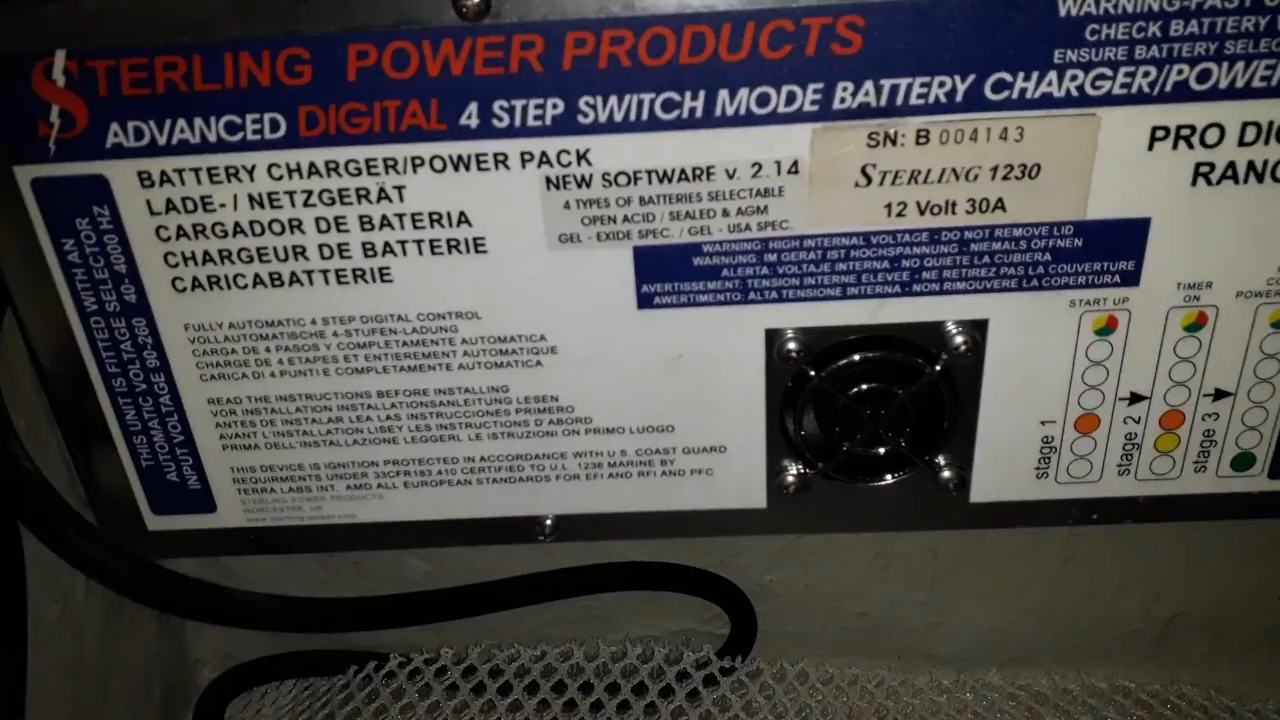 STERLING POWER PRODUCTS
ADVANCED DIGITAL 4 STEP SWITCH MODE BATTERY CHARGER/POWER
WARNING-FAST
CHECK BATTERY
ENSURE BATTERY SELEC
THIS UNIT IS FITTED WITH AN
AUTOMATIC VOLTAGE SELECTOR
INPUT VOLTAGE 90-260 40-4000 HZ
BATTERY CHARGER/POWER PACK
LADE-/ NETZGERÄT
CARGADOR DE BATERIA
CHARGEUR DE BATTERIE
CARICABATTERIE
NEW SOFTWARE v. 2.14
4 TYPES OF BATTERIES SELECTABLE
OPEN ACID / SEALED & AGM
GEL - EXIDE SPEC. / GEL - USA SPEC.
SN: B 004143
STERLING 1230
12 Volt 30A
PRO DIG
RANG
WARNING: HIGH INTERNAL VOLTAGE - DO NOT REMOVE LID
WARNUNG: IM GERAT IST HOCHSPANNUNG - NIEMALS ÖFFNEN
ALERTA: VOLTAJE INTERNA - NO QUIETE LA CUBIERA
AVERTISSEMENT: TENSION INTERNE ELEVEE - NE RETIREZ PAS LA COUVERTURE
AWERTIMENTO: ALTA TENSIONE INTERNA - NON RIMOUVERE LA COPERTURA
FULLY AUTOMATIC 4 STEP DIGITAL CONTROL
VOLLAUTOMATISCHE 4-STUFEN-LADUNG
CARGA DE 4 PASOS Y COMPLETAMENTE AUTOMATICA
CHARGE DE 4 ETAPES ET ENTIEREMENT AUTOMATIQUE
CARICA DI 4 PUNTI E COMPLETAMENTE AUTOMATICA
READ THE INSTRUCTIONS BEFORE INSTALLING
VOR INSTALLATION INSTALLATIONSANLEITUNG LESEN
ANTES DE INSTALAR LEA LAS INSTRUCCIONES PRIMERO
AVANT L'INSTALLATION LISEY LES INSTRUCTIONS D'ABORD
PRIMA DELL'INSTALLAZIONE LEGGERL LE ISTRUZIONI ON PRIMO LUOGO
THIS DEVICE IS IGNITION PROTECTED IN ACCORDANCE WITH U.S. COAST GUARD
REQUIRMENTS UNDER 33CFR183.410 CERTIFIED TO U.L 1236 MARINE BY
TERRA LABS INT. AMD ALL EUROPEAN STANDARDS FOR EFI AND RFI AND PFC
STERLING POWER PRODUCTS
WORCESTER, UK
www.sterling-power.com
START UP
TIMER
ON
CO
POWER
stage 1
stage 2
stage 3